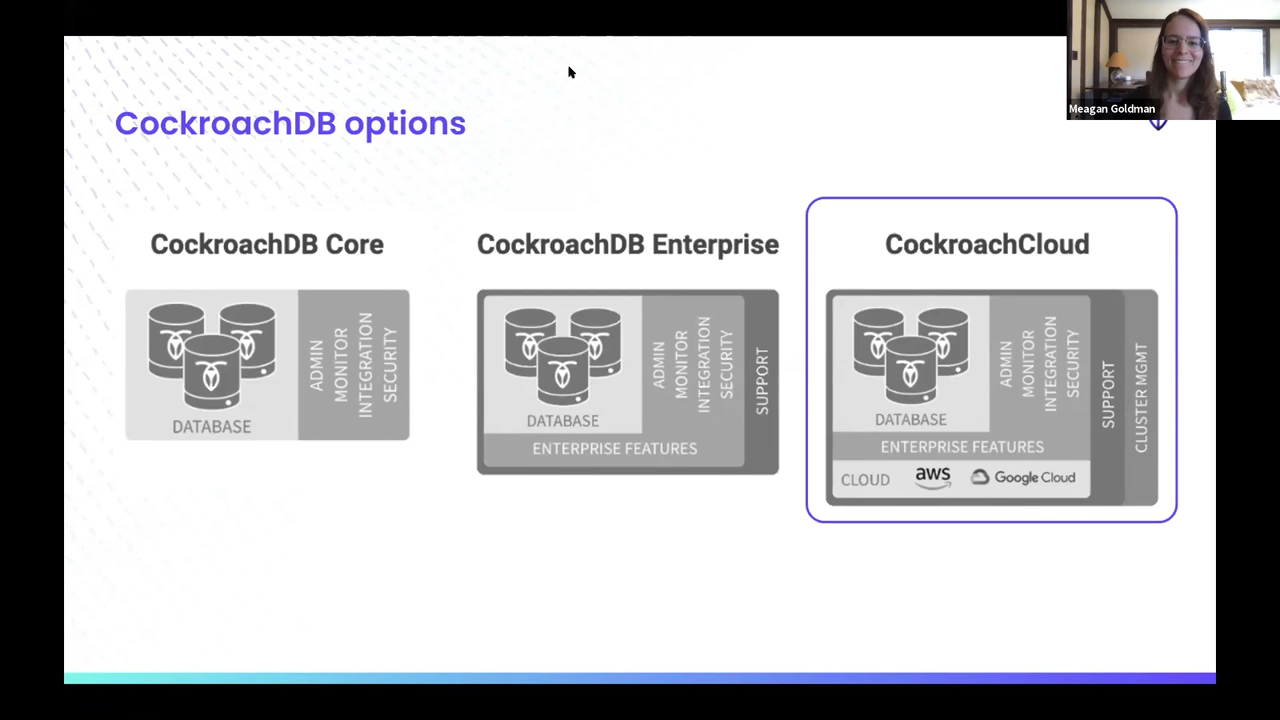 Meagan Goldman
CockroachDB options
CockroachDB Core
DATABASE
ADMIN
MONITOR
INTEGRATION
SECURITY
CockroachDB Enterprise
DATABASE
ADMIN
MONITOR
INTEGRATION
SECURITY
SUPPORT
ENTERPRISE FEATURES
CockroachCloud
DATABASE
ADMIN
MONITOR
INTEGRATION
SECURITY
SUPPORT
CLUSTER MGMT
ENTERPRISE FEATURES
CLOUD aws Google Cloud